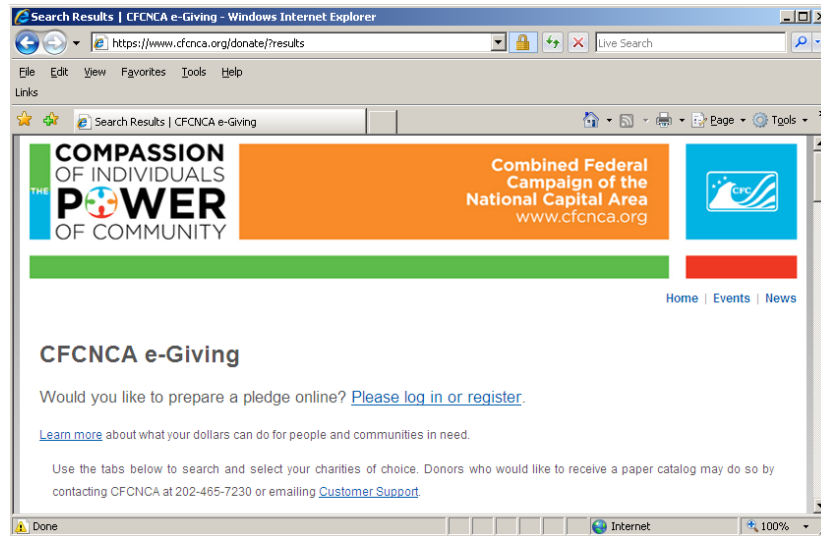 Search Results | CFCNCA e-Giving - Windows Internet Explorer
https://www.cfcnca.org/donate/?results
Live Search
File Edit View Favorites Tools Help
Links
Search Results | CFCNCA e-Giving
Page Tools
COMPASSION
OF INDIVIDUALS
THE POWER
OF COMMUNITY
Combined Federal
Campaign of the
National Capital Area
www.cfcnca.org
CFC
Home | Events | News
CFCNCA e-Giving
Would you like to prepare a pledge online? Please log in or register.
Learn more about what your dollars can do for people and communities in need.
Use the tabs below to search and select your charities of choice. Donors who would like to receive a paper catalog may do so by
contacting CFCNCA at 202-465-7230 or emailing Customer Support.
Done Internet 100%